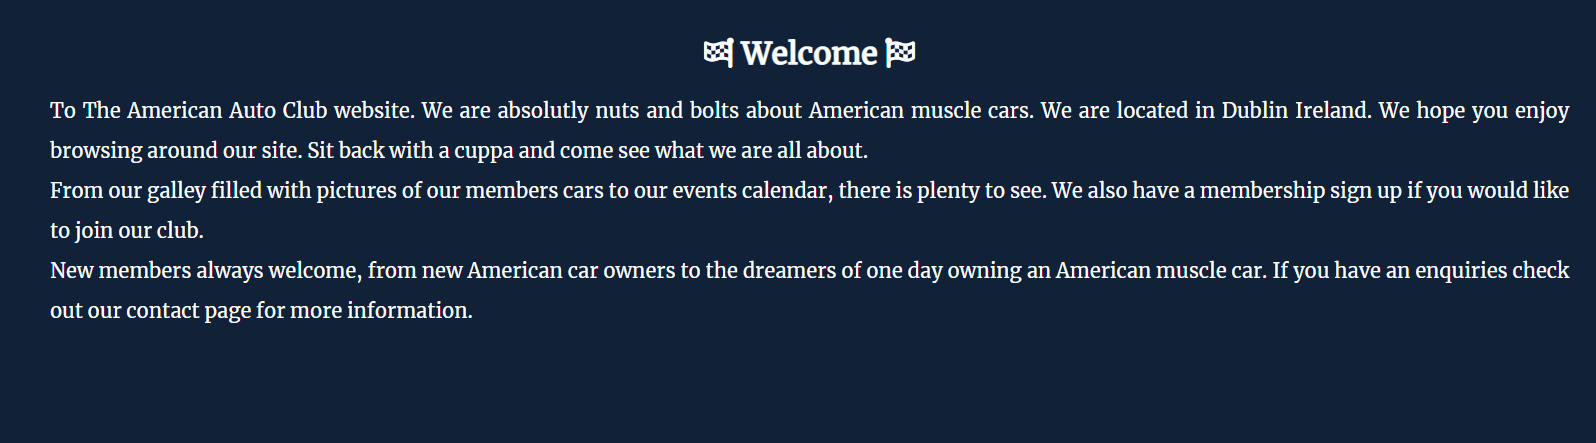 Welcome
To The American Auto Club website. We are absolutly nuts and bolts about American muscle cars. We are located in Dublin Ireland. We hope you enjoy
browsing around our site. Sit back with a cuppa and come see what we are all about.
From our galley filled with pictures of our members cars to our events calendar, there is plenty to see. We also have a membership sign up if you would like
to join our club.
New members always welcome, from new American car owners to the dreamers of one day owning an American muscle car. If you have an enquiries check
out our contact page for more information.